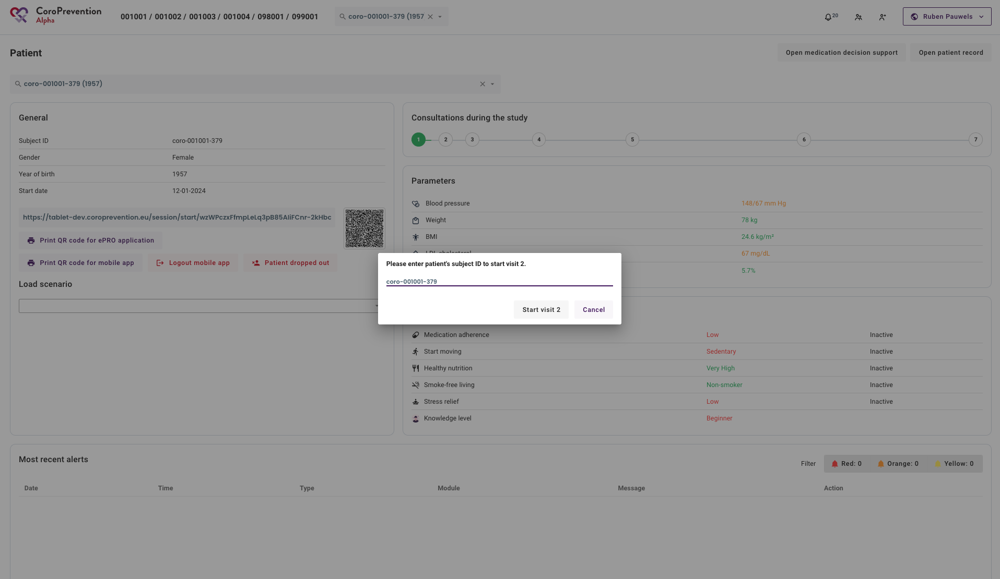 CoroPrevention
Alpha
001001 / 001002 / 001003 / 001004 / 098001 / 099001
coro-001001-379 (1957
20
Ruben Pauwels
Patient
Open medication decision support
Open patient record
coro-001001-379 (1957)
General
Subject ID coro-001001-379
Gender Female
Year of birth 1957
Start date 12-01-2024
https://tablet-dev.coroprevention.eu/session/start/wzWPczxFfmpLeLq3pB85AIiFCnr-2kHbc
Print QR code for ePRO application
Print QR code for mobile app
Logout mobile app
Patient dropped out
Load scenario
Consultations during the study
1 2 3 4 5 6 7
Parameters
Blood pressure 148/67 mm Hg
Weight 78 kg
BMI 24.6 kg/m²
LDL cholesterol 67 mg/dL
5.7%
Please enter patient's subject ID to start visit 2.
coro-001001-379
Start visit 2
Cancel
Medication adherence Low Inactive
Start moving Sedentary Inactive
Healthy nutrition Very High Inactive
Smoke-free living Non-smoker Inactive
Stress relief Low Inactive
Knowledge level Beginner
Most recent alerts
Filter Red: 0 Orange: 0 Yellow: 0
Date Time Type Module Message Action